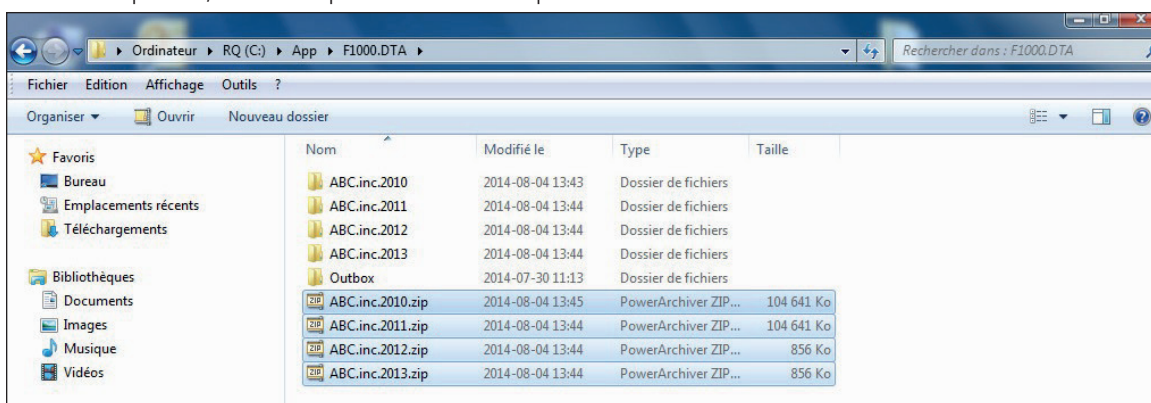 Ordinateur RQ (C:) App F1000.DTA Rechercher dans : F1000.DTA
Fichier Edition Affichage Outils ?
Organiser Ouvrir Nouveau dossier
Nom Modifié le Type Taille
Favoris
Bureau
Emplacements récents
Téléchargements
Bibliothèques
Documents
Images
Musique
Vidéos
ABC.inc.2010 2014-08-04 13:43 Dossier de fichiers
ABC.inc.2011 2014-08-04 13:44 Dossier de fichiers
ABC.inc.2012 2014-08-04 13:44 Dossier de fichiers
ABC.inc.2013 2014-08-04 13:44 Dossier de fichiers
Outbox 2014-07-30 11:13 Dossier de fichiers
ZIP ABC.inc.2010.zip 2014-08-04 13:45 PowerArchiver ZIP... 104 641 Ko
ZIP ABC.inc.2011.zip 2014-08-04 13:44 PowerArchiver ZIP... 104 641 Ko
ZIP ABC.inc.2012.zip 2014-08-04 13:44 PowerArchiver ZIP... 856 Ko
ZIP ABC.inc.2013.zip 2014-08-04 13:44 PowerArchiver ZIP... 856 Ko